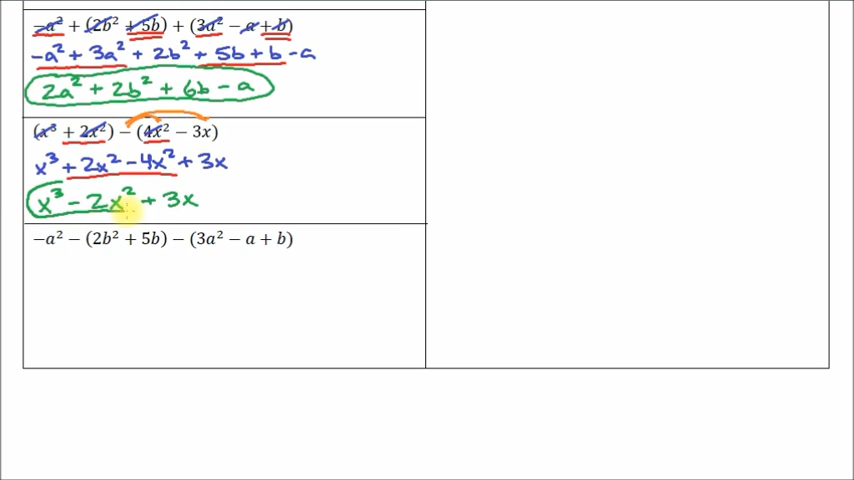 −a² + (2b² + 5b) + (3a² − a + b)
-a² + 3a² + 2b² + 5b + b - a
2a² + 2b² + 6b - a
(x³ + 2x²) − (4x² − 3x)
x³ + 2x² - 4x² + 3x
x³ - 2x² + 3x
−a² − (2b² + 5b) − (3a² − a + b)